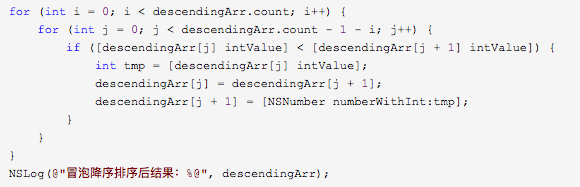 for (int i = 0; i < descendingArr.count; i++) {
    for (int j = 0; j < descendingArr.count - 1 - i; j++) {
        if ([descendingArr[j] intValue] < [descendingArr[j + 1] intValue]) {
            int tmp = [descendingArr[j] intValue];
            descendingArr[j] = descendingArr[j + 1];
            descendingArr[j + 1] = [NSNumber numberWithInt:tmp];
        }
    }
}
NSLog(@"冒泡降序排序后结果：%@", descendingArr);